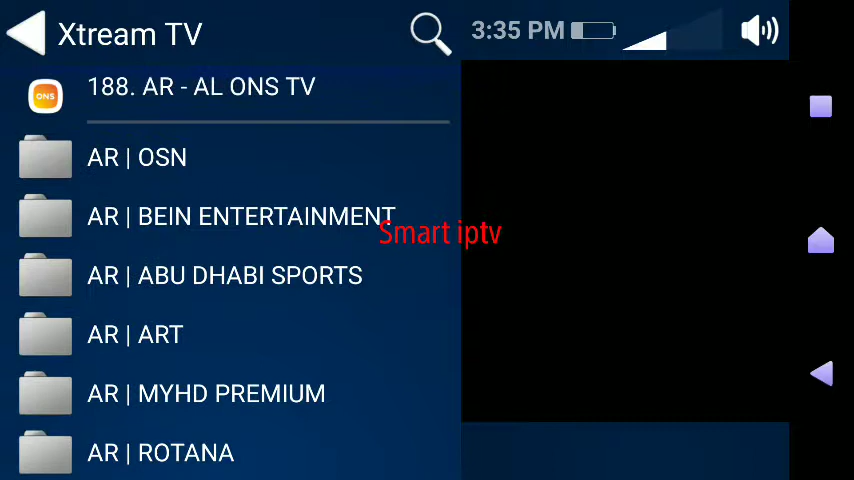 Xtream TV
3:35 PM
ONS
188. AR - AL ONS TV
AR | OSN
AR | BEIN ENTERTAINMENT
Smart iptv
AR | ABU DHABI SPORTS
AR | ART
AR | MYHD PREMIUM
AR | ROTANA